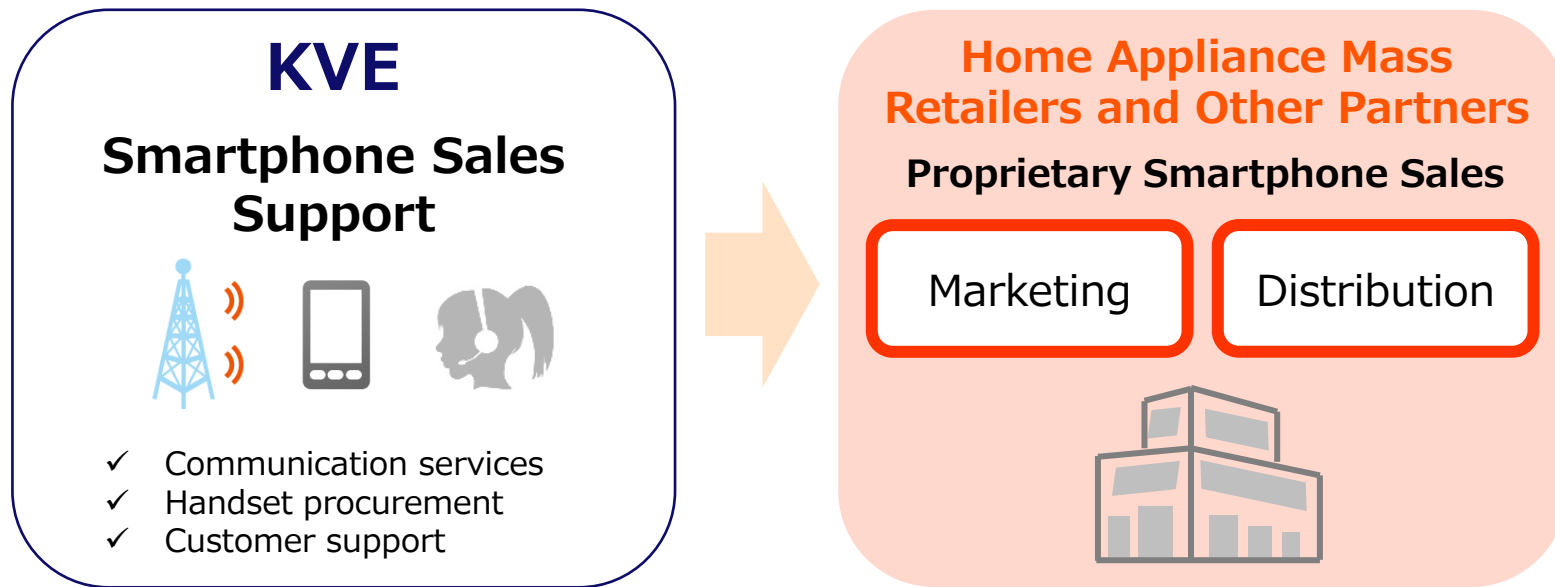 KVE
Smartphone Sales
Support
✓ Communication services
✓ Handset procurement
✓ Customer support
Home Appliance Mass
Retailers and Other Partners
Proprietary Smartphone Sales
Marketing
Distribution